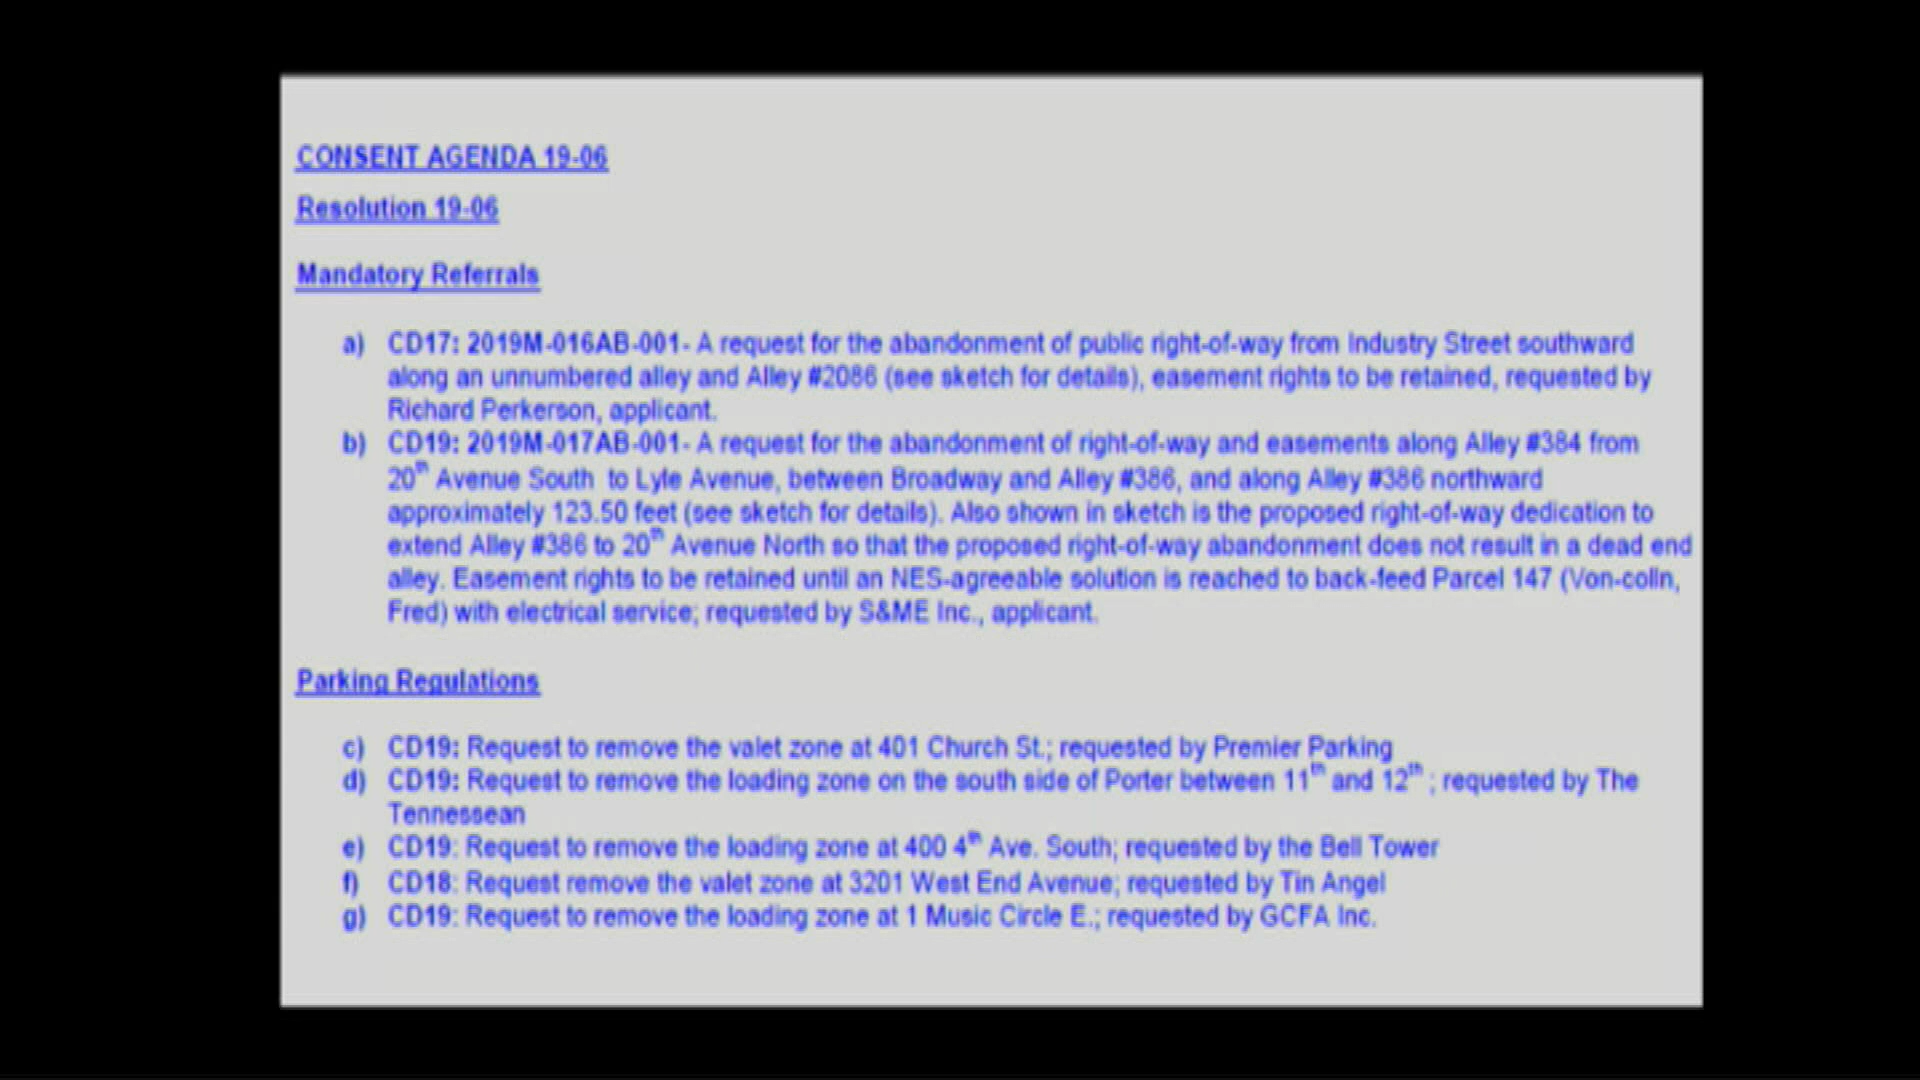 CONSENT AGENDA 19-06
Resolution 19-06
Mandatory Referrals
a) CD17: 2019M-016AB-001- A request for the abandonment of public right-of-way from Industry Street southward
along an unnumbered alley and Alley #2086 (see sketch for details), easement rights to be retained, requested by
Richard Perkerson, applicant.
b) CD19: 2019M-017AB-001- A request for the abandonment of right-of-way and easements along Alley #384 from
20th Avenue South to Lyle Avenue, between Broadway and Alley #386, and along Alley #386 northward
approximately 123.50 feet (see sketch for details). Also shown in sketch is the proposed right-of-way dedication to
extend Alley #386 to 20th Avenue North so that the proposed right-of-way abandonment does not result in a dead end
alley. Easement rights to be retained until an NES-agreeable solution is reached to back-feed Parcel 147 (Von-colln,
Fred) with electrical service; requested by S&ME Inc., applicant.
Parking Regulations
c) CD19: Request to remove the valet zone at 401 Church St.; requested by Premier Parking
d) CD19: Request to remove the loading zone on the south side of Porter between 11th and 12th ; requested by The
Tennessean
e) CD19: Request to remove the loading zone at 400 4th Ave. South; requested by the Bell Tower
f) CD18: Request remove the valet zone at 3201 West End Avenue; requested by Tin Angel
g) CD19: Request to remove the loading zone at 1 Music Circle E.; requested by GCFA Inc.